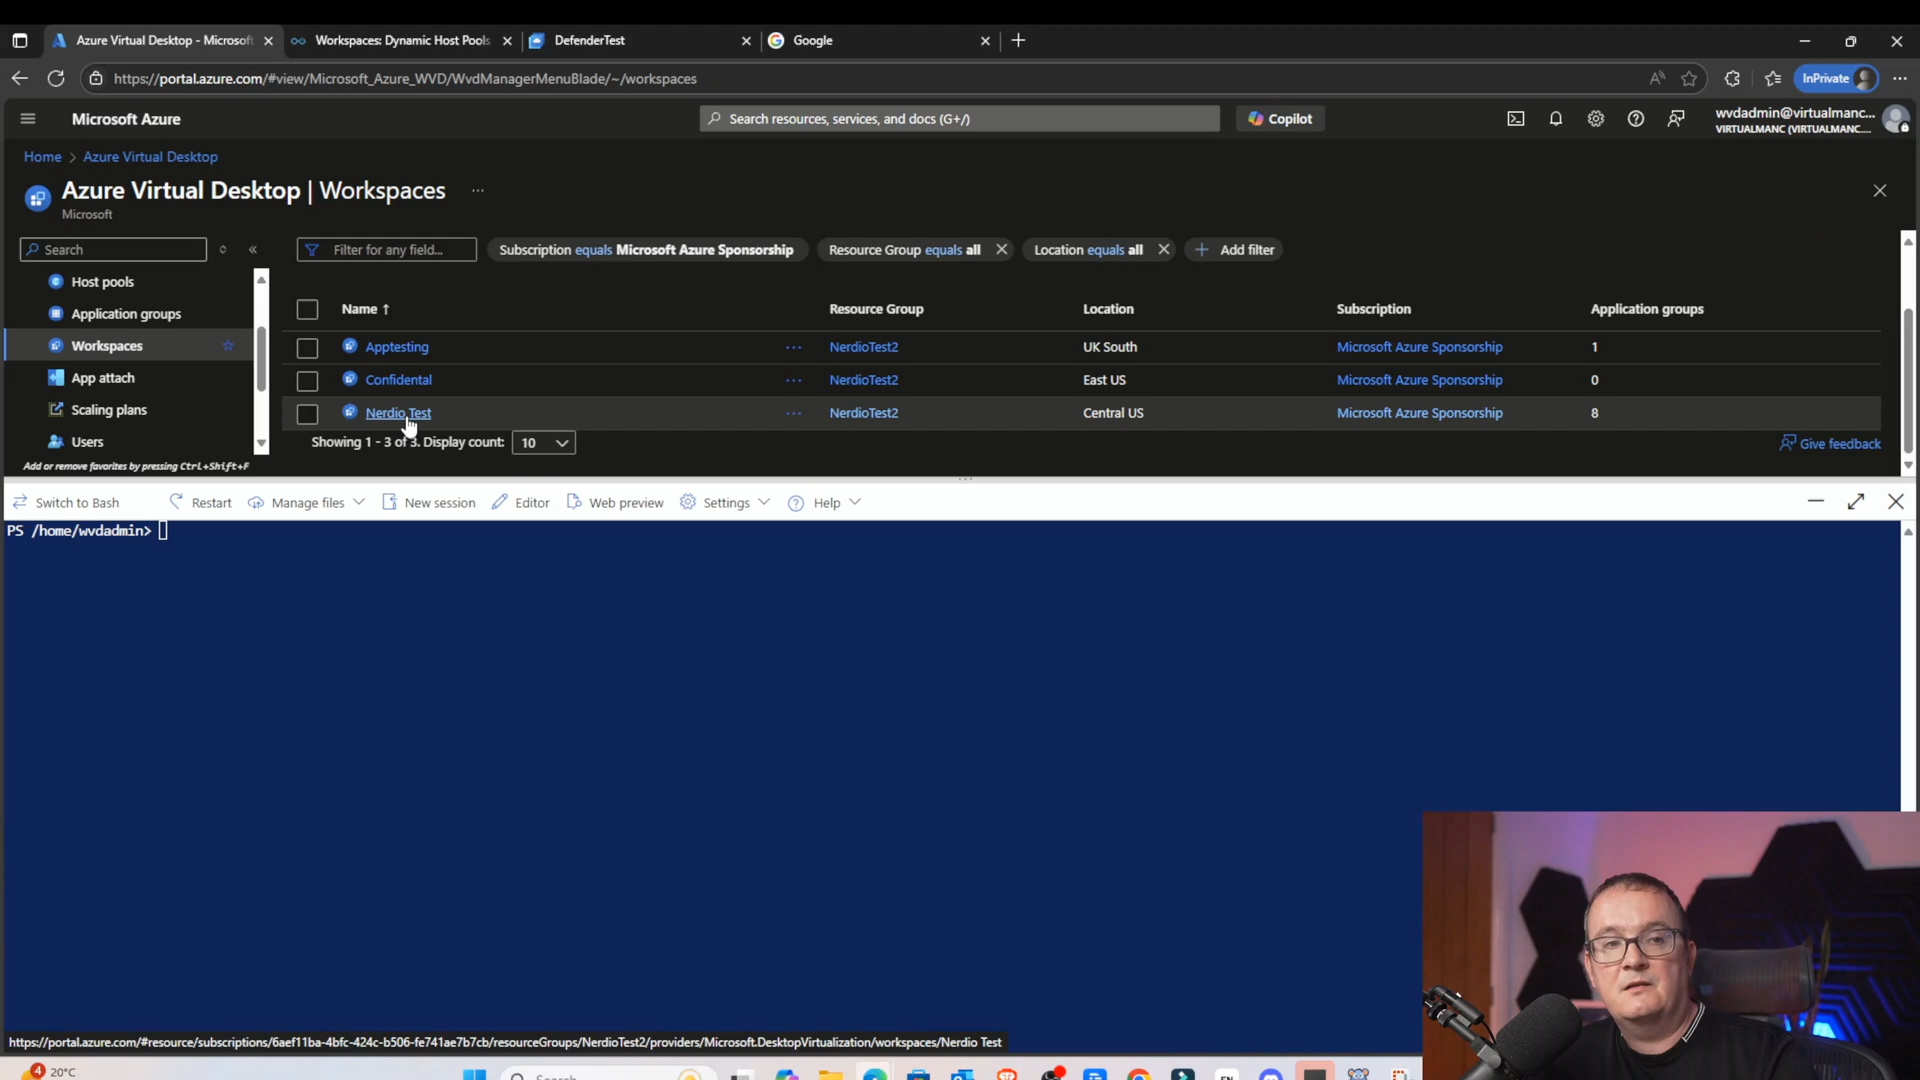 Azure Virtual Desktop - Microsoft
Workspaces: Dynamic Host Pools
DefenderTest
Google
https://portal.azure.com/#view/Microsoft_Azure_WVD/WvdManagerMenuBlade/~/workspaces
InPrivate
Microsoft Azure
Search resources, services, and docs (G+/)
Copilot
wvdadmin@virtualmanc...
VIRTUALMANC (VIRTUALMANC....
Home > Azure Virtual Desktop
Azure Virtual Desktop | Workspaces ...
Microsoft
Search
Filter for any field...
Subscription equals Microsoft Azure Sponsorship
Resource Group equals all
Location equals all
Add filter
Host pools
Application groups
Workspaces
App attach
Scaling plans
Users
Add or remove favorites by pressing Ctrl+Shift+F
Name ↑ Resource Group Location Subscription Application groups
Apptesting ... NerdioTest2 UK South Microsoft Azure Sponsorship 1
Confidental ... NerdioTest2 East US Microsoft Azure Sponsorship 0
Nerdio Test ... NerdioTest2 Central US Microsoft Azure Sponsorship 8
Showing 1 - 3 of 3. Display count: 10
Give feedback
Switch to Bash Restart Manage files New session Editor Web preview Settings Help
PS /home/wvdadmin>
https://portal.azure.com/#resource/subscriptions/6aef11ba-4bfc-424c-b506-fe741ae7b7cb/resourceGroups/NerdioTest2/providers/Microsoft.DesktopVirtualization/workspaces/Nerdio Test
4 20°C
Search
EN